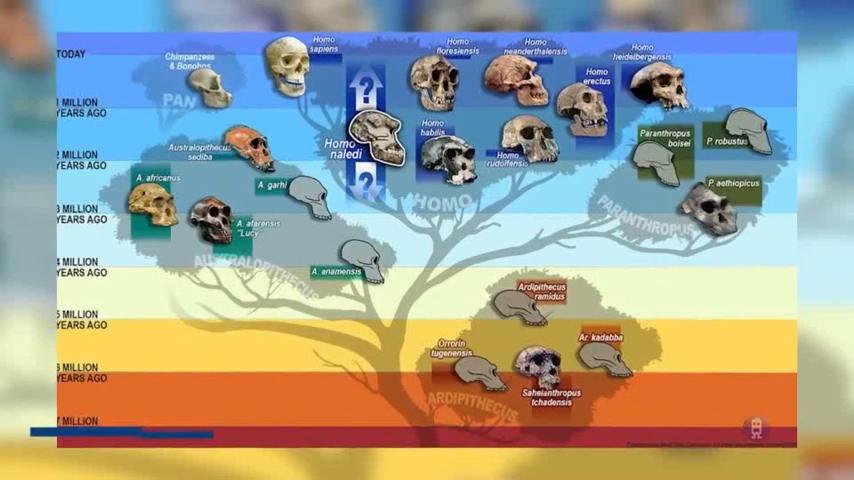 TODAY
1 MILLION
YEARS AGO
2 MILLION
YEARS AGO
3 MILLION
YEARS AGO
4 MILLION
YEARS AGO
5 MILLION
YEARS AGO
6 MILLION
YEARS AGO
7 MILLION
Chimpanzees
& Bonobos
PAN
Homo
sapiens
?
Homo
naledi
?
Homo
floresiensis
Homo
neanderthalensis
Homo
erectus
Homo
heidelbergensis
Homo
habilis
Homo
rudolfensis
HOMO
Australopithecus
sediba
A. africanus
A. garhi
A. afarensis
"Lucy"
A. anamensis
AUSTRALOPITHECUS
Paranthropus
boisei
P. robustus
P. aethiopicus
PARANTHROPUS
Ardipithecus
ramidus
Orrorin
tugenensis
Ar. kadabba
Sahelanthropus
tchadensis
ARDIPITHECUS